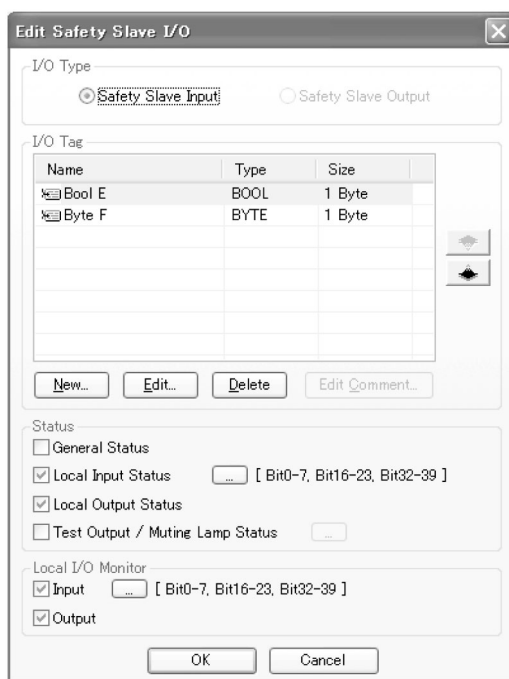 Edit Safety Slave I/O
I/O Type
Safety Slave Input Safety Slave Output
I/O Tag
Name Type Size
Bool E BOOL 1 Byte
Byte F BYTE 1 Byte
New... Edit... Delete Edit Comment...
Status
General Status
Local Input Status ... [ Bit0-7, Bit16-23, Bit32-39 ]
Local Output Status
Test Output / Muting Lamp Status ...
Local I/O Monitor
Input ... [ Bit0-7, Bit16-23, Bit32-39 ]
Output
OK Cancel